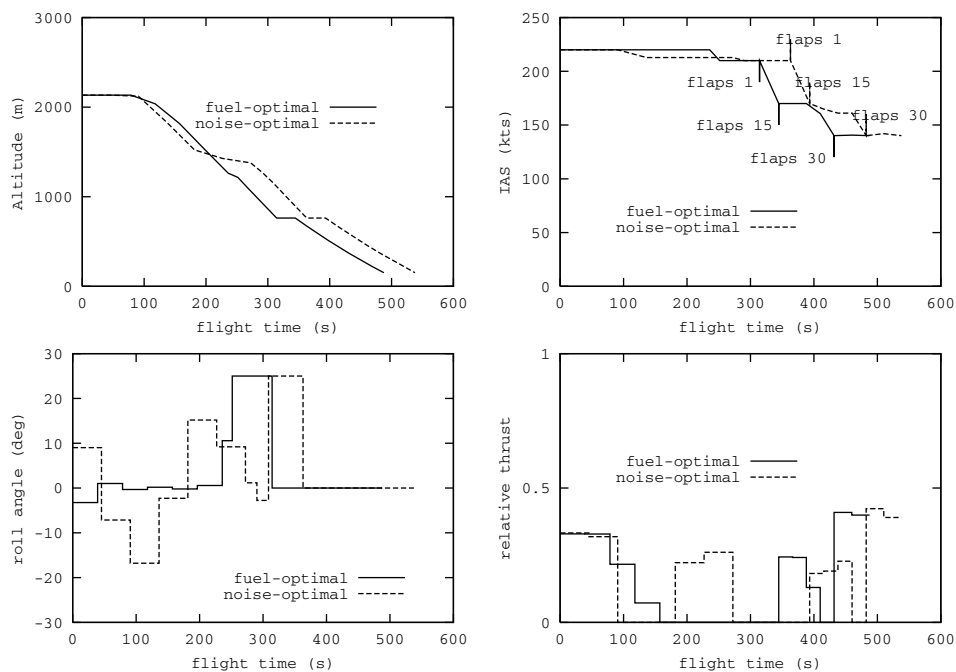 3000
2000
1000
0
Altitude (m)
fuel-optimal
noise-optimal
0 100 200 300 400 500 600
flight time (s)
250
200
150
100
50
0
IAS (kts)
flaps 1
flaps 1
flaps 15
flaps 15
flaps 30
flaps 30
fuel-optimal
noise-optimal
0 100 200 300 400 500 600
flight time (s)
30
20
10
0
-10
-20
-30
roll angle (deg)
fuel-optimal
noise-optimal
0 100 200 300 400 500 600
flight time (s)
1
0.5
0
relative thrust
fuel-optimal
noise-optimal
0 100 200 300 400 500 600
flight time (s)